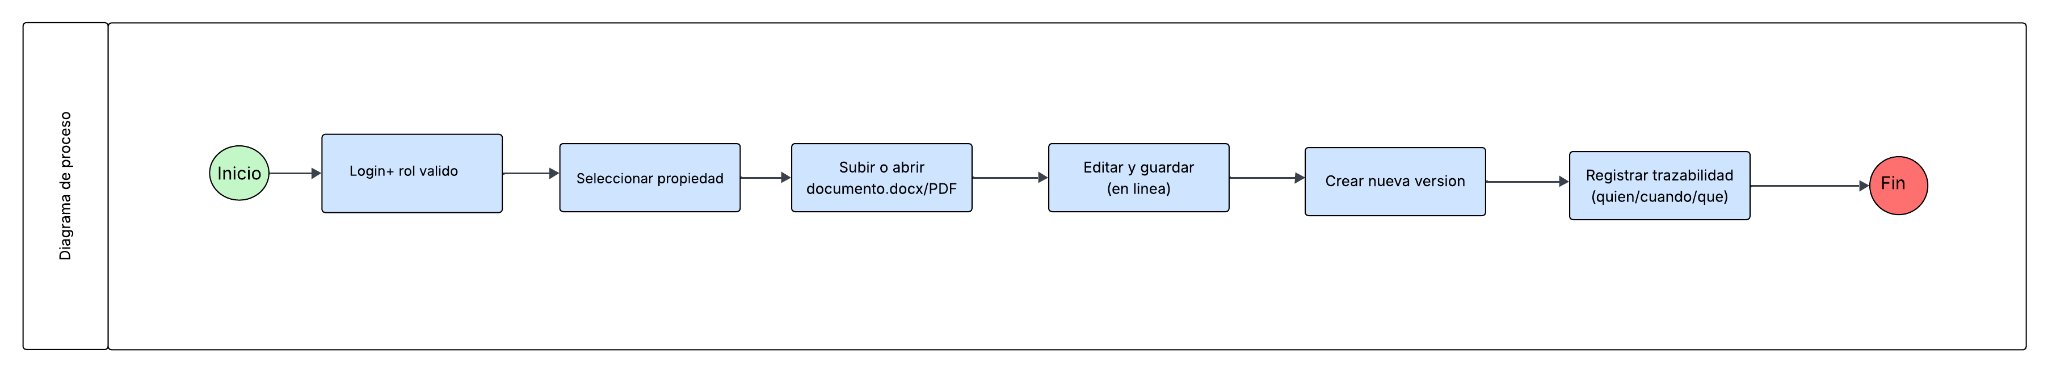 Diagrama de proceso
Inicio
Login+ rol valido
Seleccionar propiedad
Subir o abrir
documento.docx/PDF
Editar y guardar
(en linea)
Crear nueva version
Registrar trazabilidad
(quien/cuando/que)
Fin